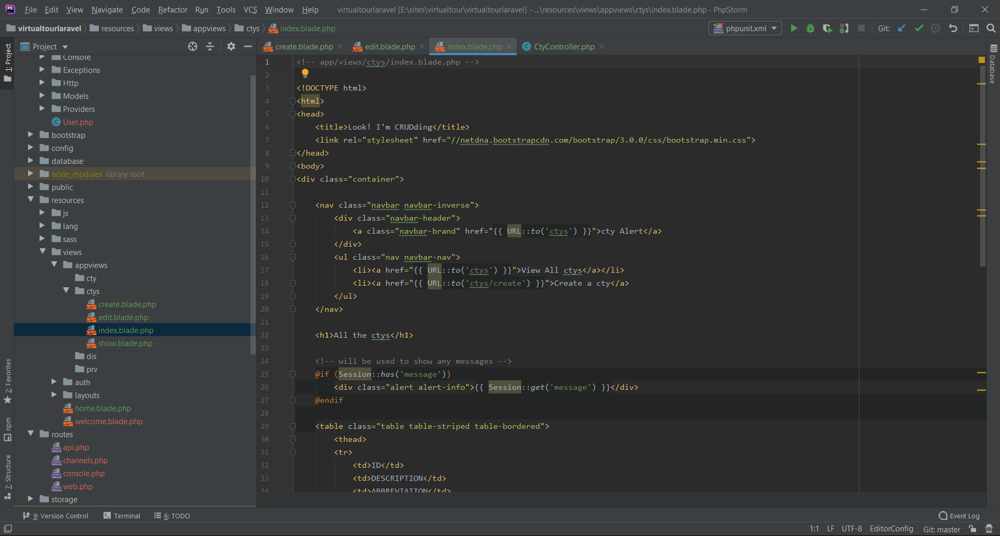 File Edit View Navigate Code Refactor Run Tools VCS Window Help virtualtourlaravel [E:\sites\virtualtour\virtualtourlaravel] - ...\resources\views\appviews\ctys\index.blade.php - PhpStorm
virtualtourlaravel resources views appviews ctys index.blade.php phpunit.xml Git:
Project
create.blade.php edit.blade.php index.blade.php CtyController.php
1: Project
2: Favorites
npm
7: Structure
Database
Console
Exceptions
Http
Models
Providers
User.php
bootstrap
config
database
node_modules library root
public
resources
js
lang
sass
views
appviews
cty
ctys
create.blade.php
edit.blade.php
index.blade.php
show.blade.php
dis
prv
auth
layouts
home.blade.php
welcome.blade.php
routes
api.php
channels.php
console.php
web.php
storage
1 <!-- app/views/ctys/index.blade.php -->
2
3 <!DOCTYPE html>
4 <html>
5 <head>
6 <title>Look! I'm CRUDding</title>
7 <link rel="stylesheet" href="//netdna.bootstrapcdn.com/bootstrap/3.0.0/css/bootstrap.min.css">
8 </head>
9 <body>
10 <div class="container">
11
12 <nav class="navbar navbar-inverse">
13 <div class="navbar-header">
14 <a class="navbar-brand" href="{{ URL::to('ctys') }}">cty Alert</a>
15 </div>
16 <ul class="nav navbar-nav">
17 <li><a href="{{ URL::to('ctys') }}">View All ctys</a></li>
18 <li><a href="{{ URL::to('ctys/create') }}">Create a cty</a>
19 </ul>
20 </nav>
21
22 <h1>All the ctys</h1>
23
24 <!-- will be used to show any messages -->
25 @if (Session::has('message'))
26 <div class="alert alert-info">{{ Session::get('message') }}</div>
27 @endif
28
29 <table class="table table-striped table-bordered">
30 <thead>
31 <tr>
32 <td>ID</td>
33 <td>DESCRIPTION</td>
34 <td>ABBREVIATION</td>
9: Version Control Terminal 6: TODO Event Log
1:1 LF UTF-8 EditorConfig Git: master